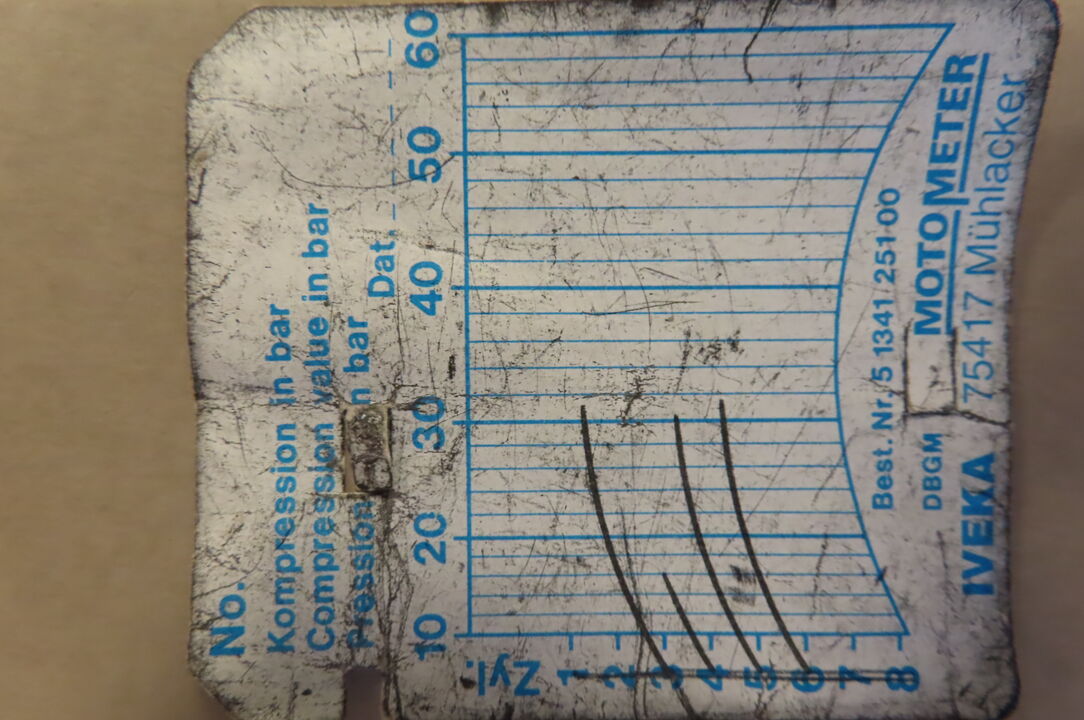 No.
Kompression in bar
Compression value in bar
Pression in bar Dat.
10 20 30 40 50 60
Zyl.
1
2
3
4
5
6
7
8
Best. Nr. 5 1341 251 00
DBGM MOTOMETER
IVEKA 75417 Mühlacker